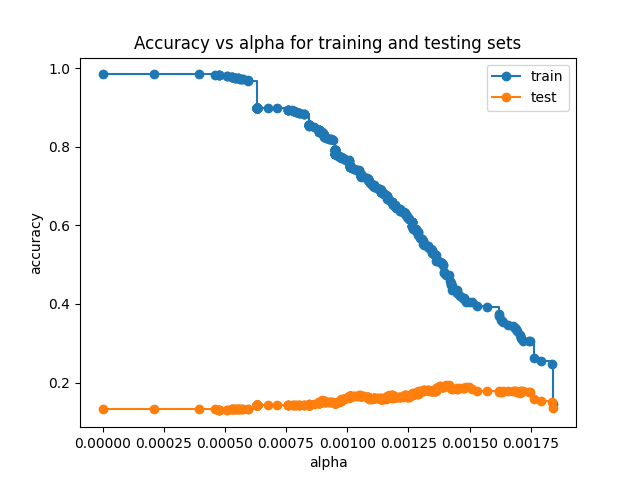 Accuracy vs alpha for training and testing sets
train
test
accuracy
1.0
0.8
0.6
0.4
0.2
0.00000 0.00025 0.00050 0.00075 0.00100 0.00125 0.00150 0.00175
alpha